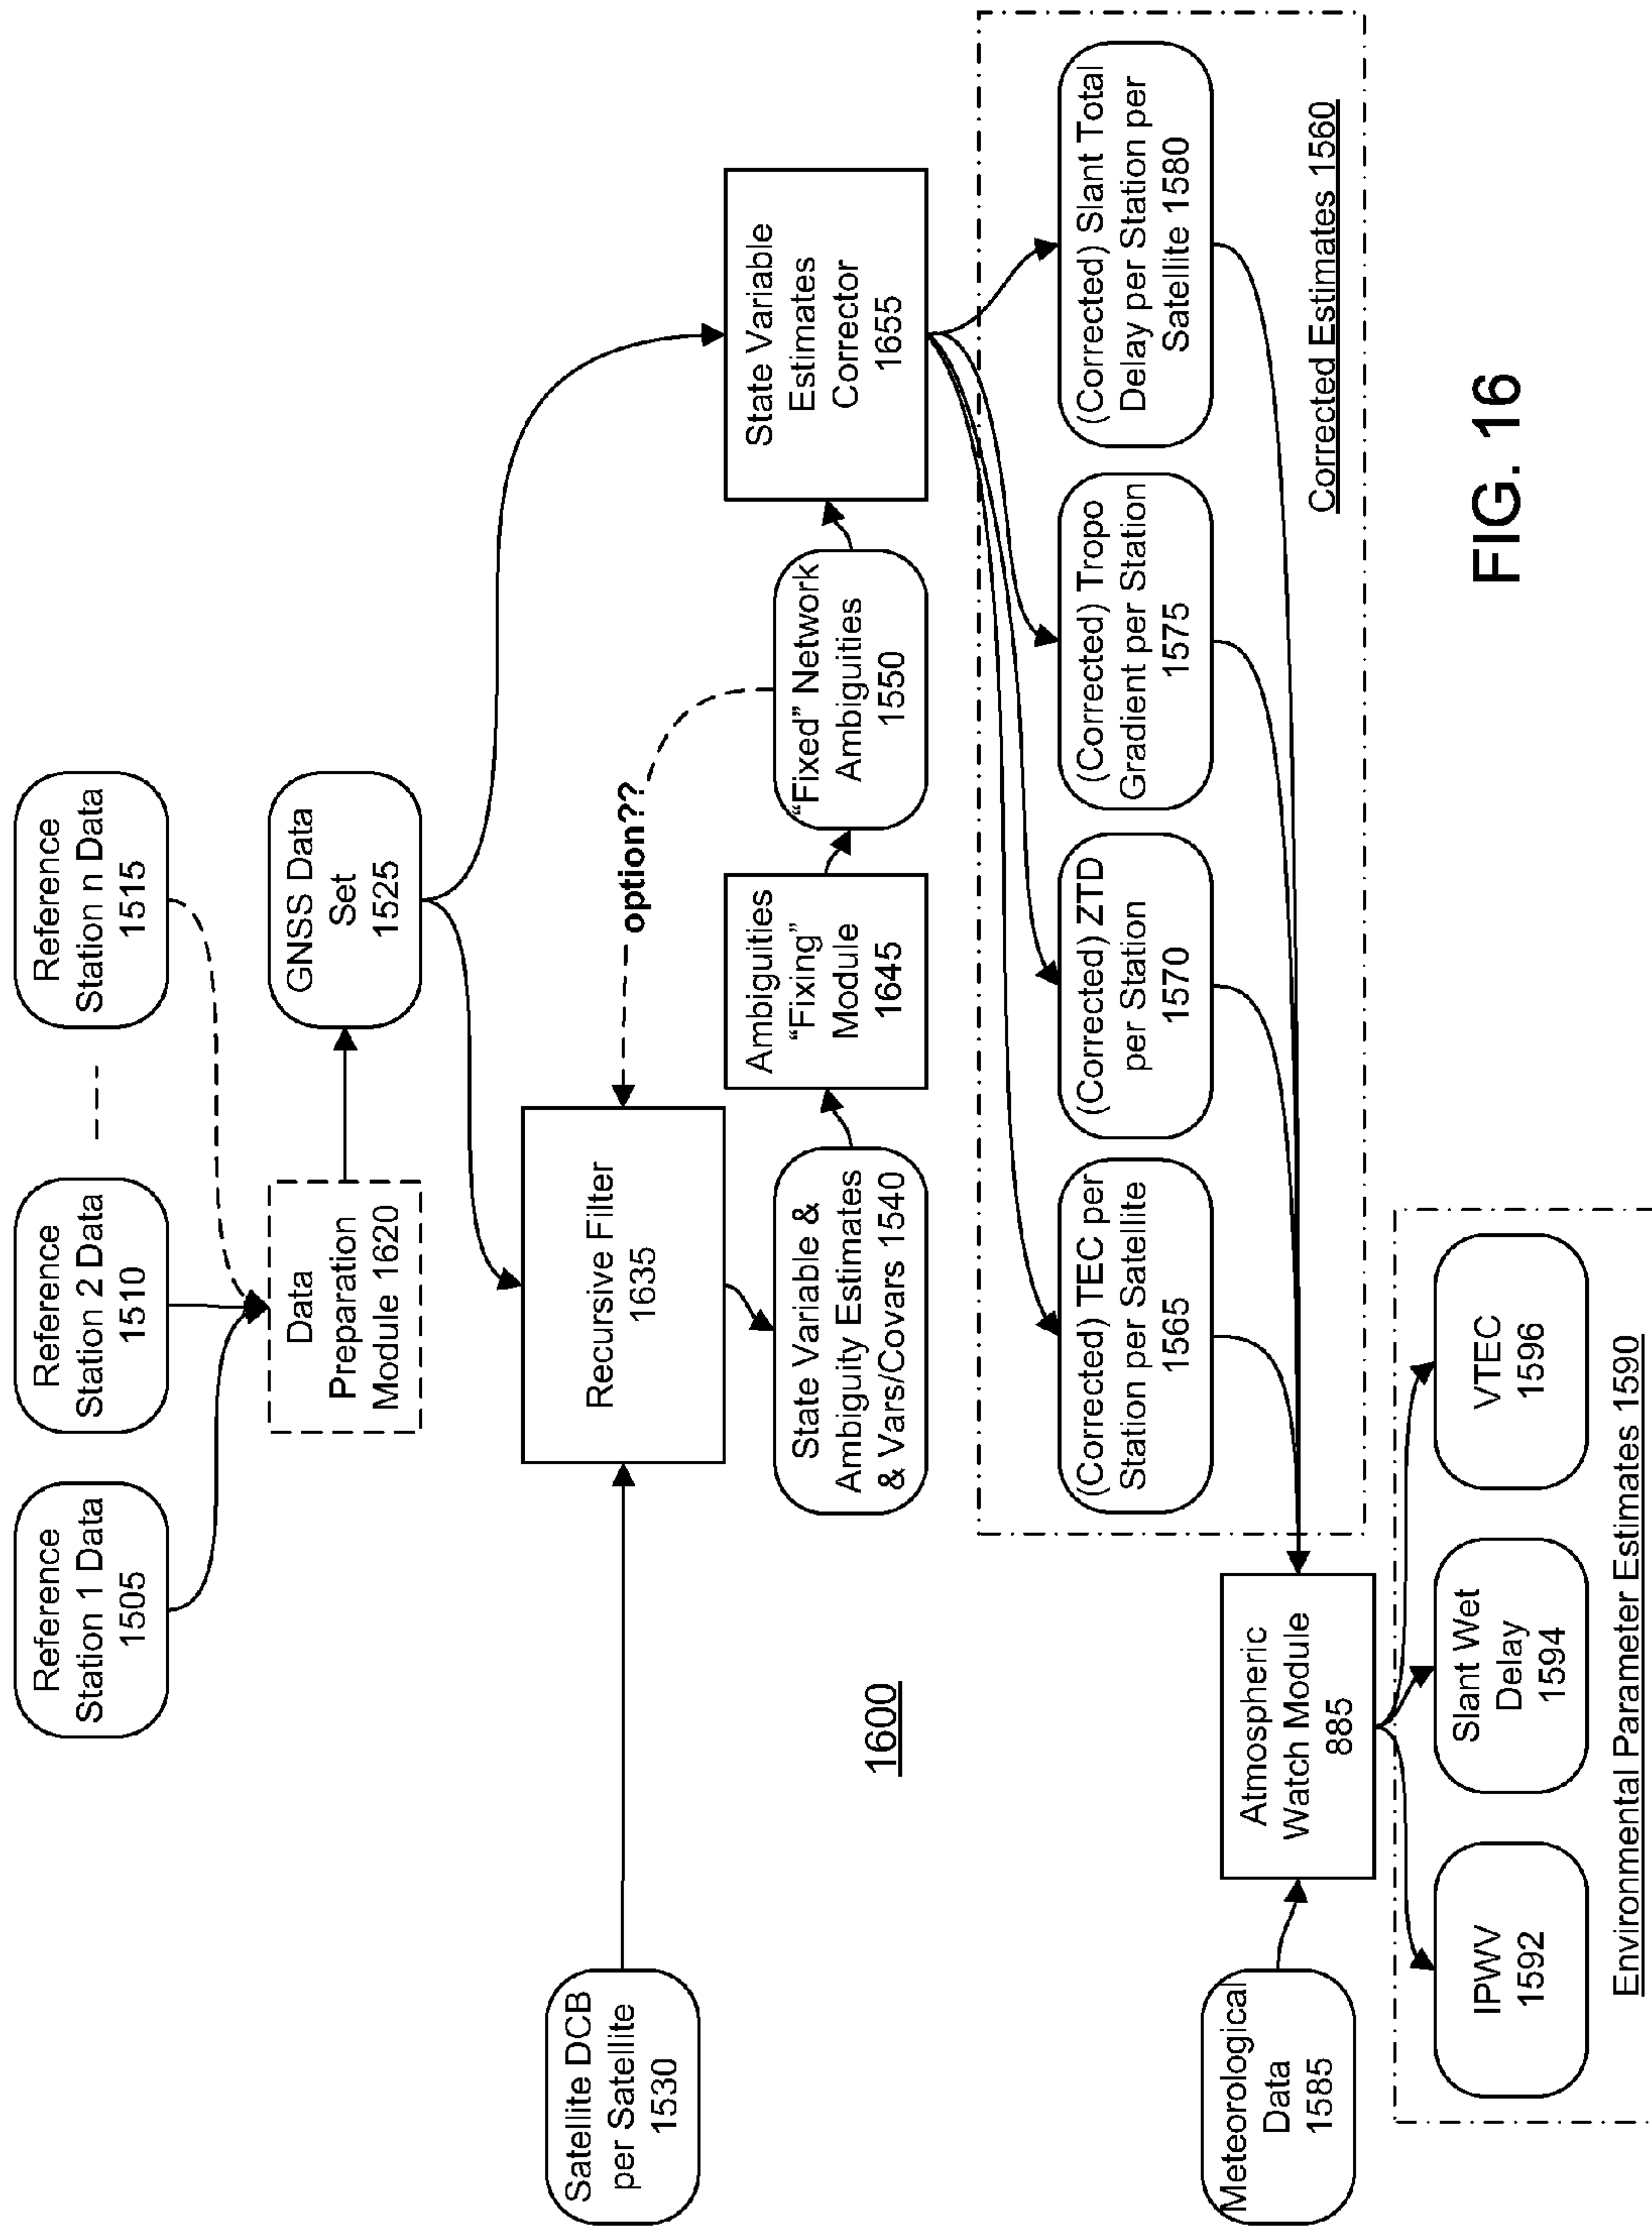 Reference
Station 1 Data
1505
Reference
Station 2 Data
1510
Reference
Station n Data
1515
Data
Preparation
Module 1620
GNSS Data
Set
1525
Satellite DCB
per Satellite
1530
Recursive Filter
1635
option??
State Variable &
Ambiguity Estimates
& Vars/Covars 1540
Ambiguities
“Fixing”
Module
1645
“Fixed” Network
Ambiguities
1550
State Variable
Estimates
Corrector
1655
1600
(Corrected) TEC per
Station per Satellite
1565
(Corrected) ZTD
per Station
1570
(Corrected) Tropo
Gradient per Station
1575
(Corrected) Slant Total
Delay per Station per
Satellite 1580
Corrected Estimates 1560
Meteorological
Data
1585
Atmospheric
Watch Module
885
IPWV
1592
Slant Wet
Delay
1594
VTEC
1596
Environmental Parameter Estimates 1590
FIG. 16